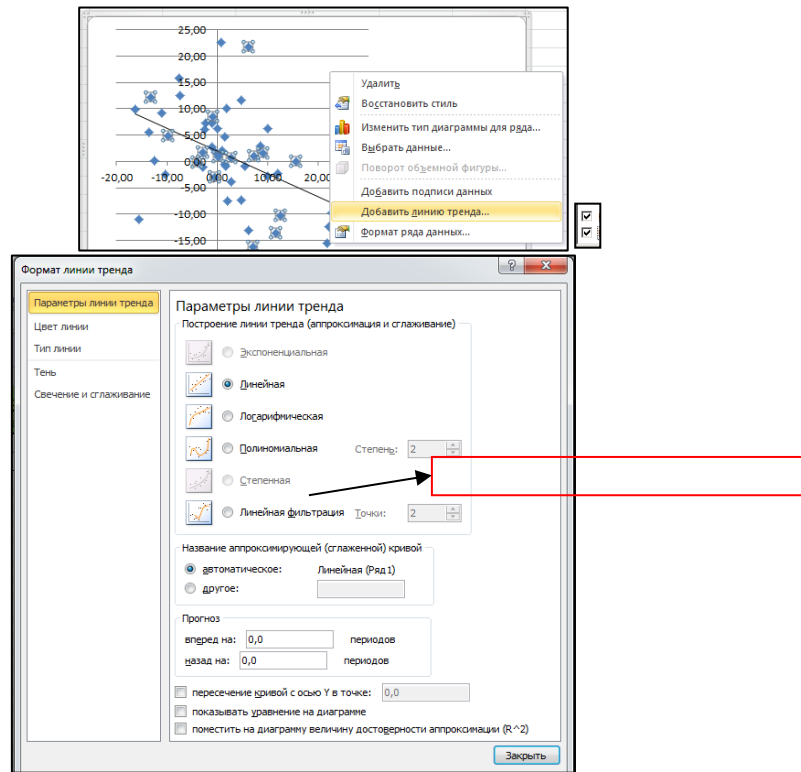 25,00
20,00
15,00
10,00
5,00
0,00
-20,00 -10,00 0,00 10,00 20,00
-5,00
-10,00
-15,00
Удалить
Восстановить стиль
Изменить тип диаграммы для ряда...
Выбрать данные...
Поворот объемной фигуры...
Добавить подписи данных
Добавить линию тренда...
Формат ряда данных...
Формат линии тренда
Параметры линии тренда
Цвет линии
Тип линии
Тень
Свечение и сглаживание
Параметры линии тренда
Построение линии тренда (аппроксимация и сглаживание)
Экспоненциальная
Линейная
Логарифмическая
Полиномиальная Степень: 2
Степенная
Линейная фильтрация Точки: 2
Название аппроксимирующей (сглаженной) кривой
автоматическое: Линейная (Ряд1)
другое:
Прогноз
вперед на: 0,0 периодов
назад на: 0,0 периодов
пересечение кривой с осью Y в точке: 0,0
показывать уравнение на диаграмме
поместить на диаграмму величину достоверности аппроксимации (R^2)
Закрыть